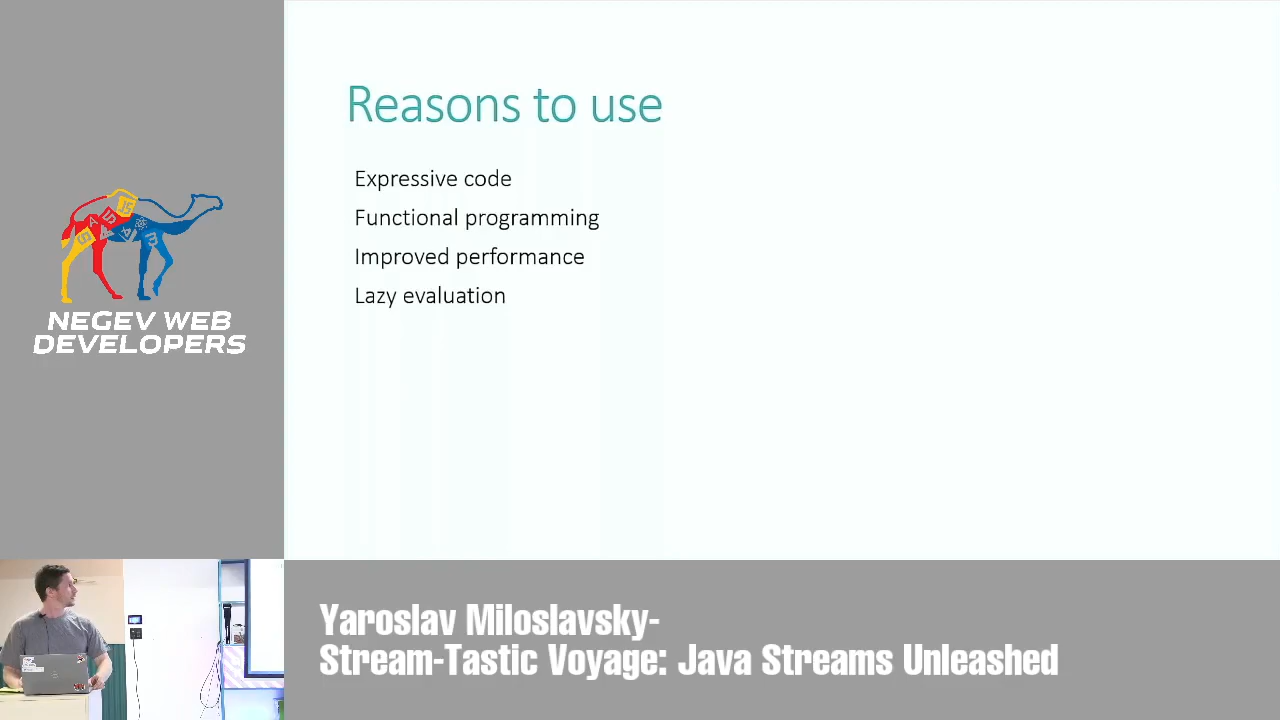 Reasons to use
Expressive code
Functional programming
Improved performance
Lazy evaluation
NEGEV WEB
DEVELOPERS
Yaroslav Miloslavsky-
Stream-Tastic Voyage: Java Streams Unleashed